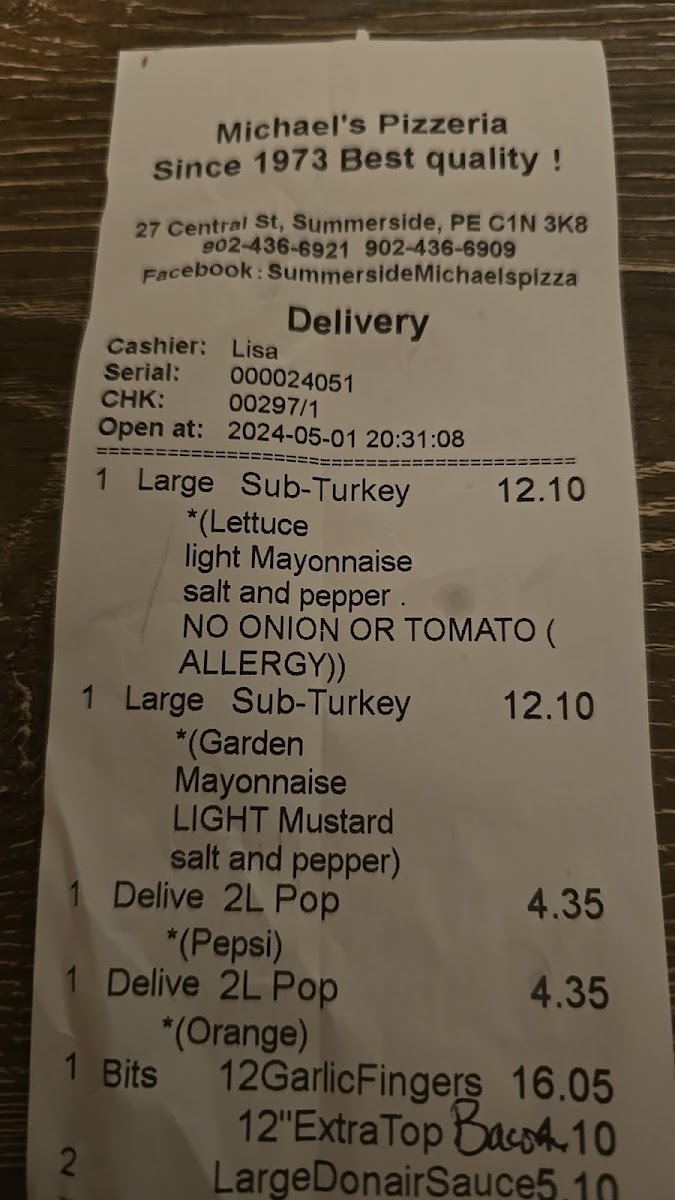 Michael's Pizzeria
Since 1973 Best quality !
27 Central St, Summerside, PE C1N 3K8
902-436-6921 902-436-6909
Facebook:SummersideMichaelspizza
Delivery
Cashier: Lisa
Serial: 000024051
CHK: 00297/1
Open at: 2024-05-01 20:31:08
==========================================
1 Large Sub-Turkey 12.10
*(Lettuce
light Mayonnaise
salt and pepper .
NO ONION OR TOMATO (
ALLERGY))
1 Large Sub-Turkey 12.10
*(Garden
Mayonnaise
LIGHT Mustard
salt and pepper)
1 Delive 2L Pop 4.35
*(Pepsi)
1 Delive 2L Pop 4.35
*(Orange)
1 Bits 12GarlicFingers 16.05
12"ExtraTop Bacon 4.10
2 LargeDonairSauce5.10